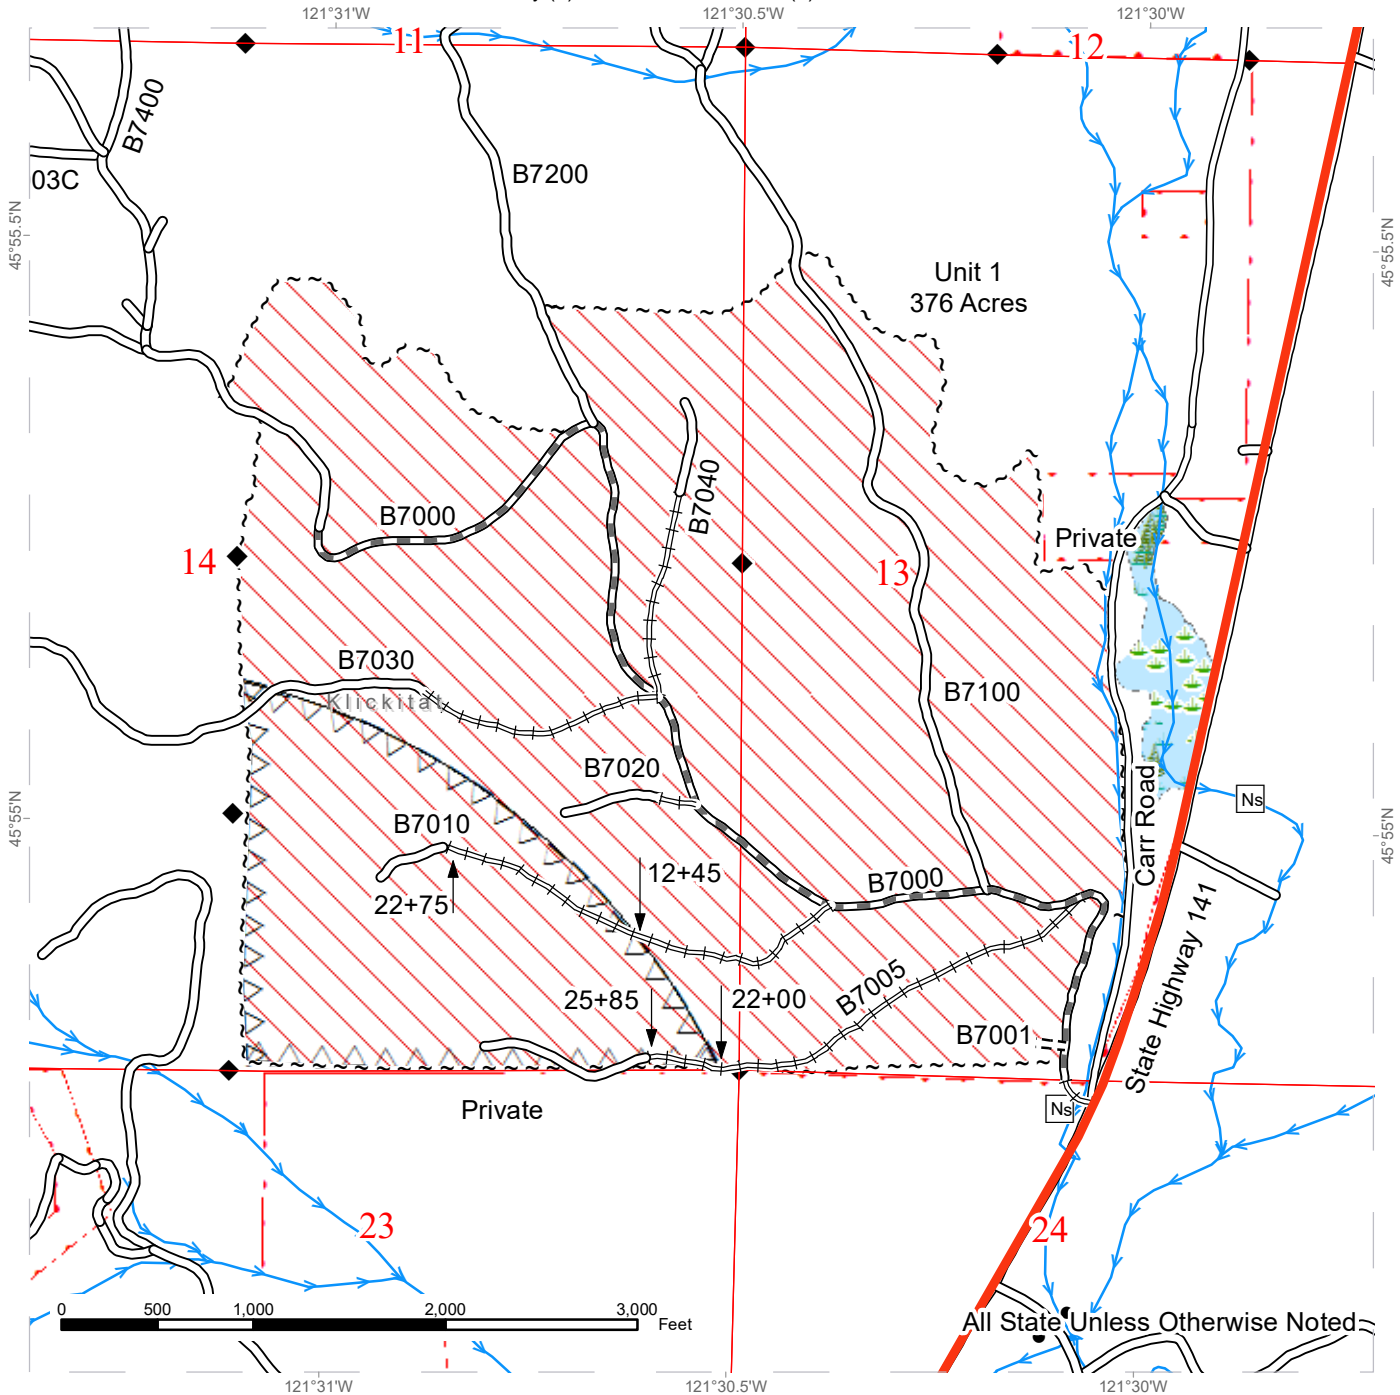 121°31'W
121°30.5'W
121°30'W
11
12
B7400
B7200
03C
45°55.5'N
45°55.5'N
Unit 1
376 Acres
B7040
B7000
Private
14
13
B7030
Klickitat
B7100
B7020
Carr Road
Ns
45°55'N
45°55'N
B7010
12+45
B7000
22+75
State Highway 141
B7005
25+85
22+00
B7001
Private
Ns
23
24
0
500
1,000
2,000
3,000
Feet
All State Unless Otherwise Noted
121°31'W
121°30.5'W
121°30'W